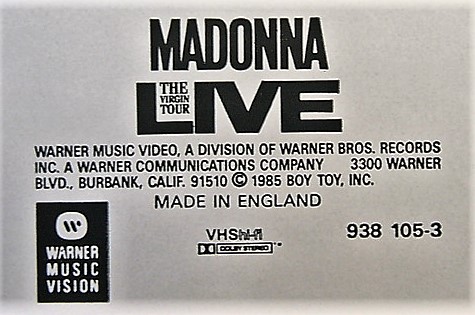 MADONNA
LIVE
THE
VIRGIN
TOUR
WARNER MUSIC VIDEO, A DIVISION OF WARNER BROS. RECORDS
INC. A WARNER COMMUNICATIONS COMPANY 3300 WARNER
BLVD., BURBANK, CALIF. 91510 © 1985 BOY TOY, INC.
MADE IN ENGLAND
VHS hi-fi
DOLBY STEREO ™
938 105-3
WARNER
MUSIC
VISION